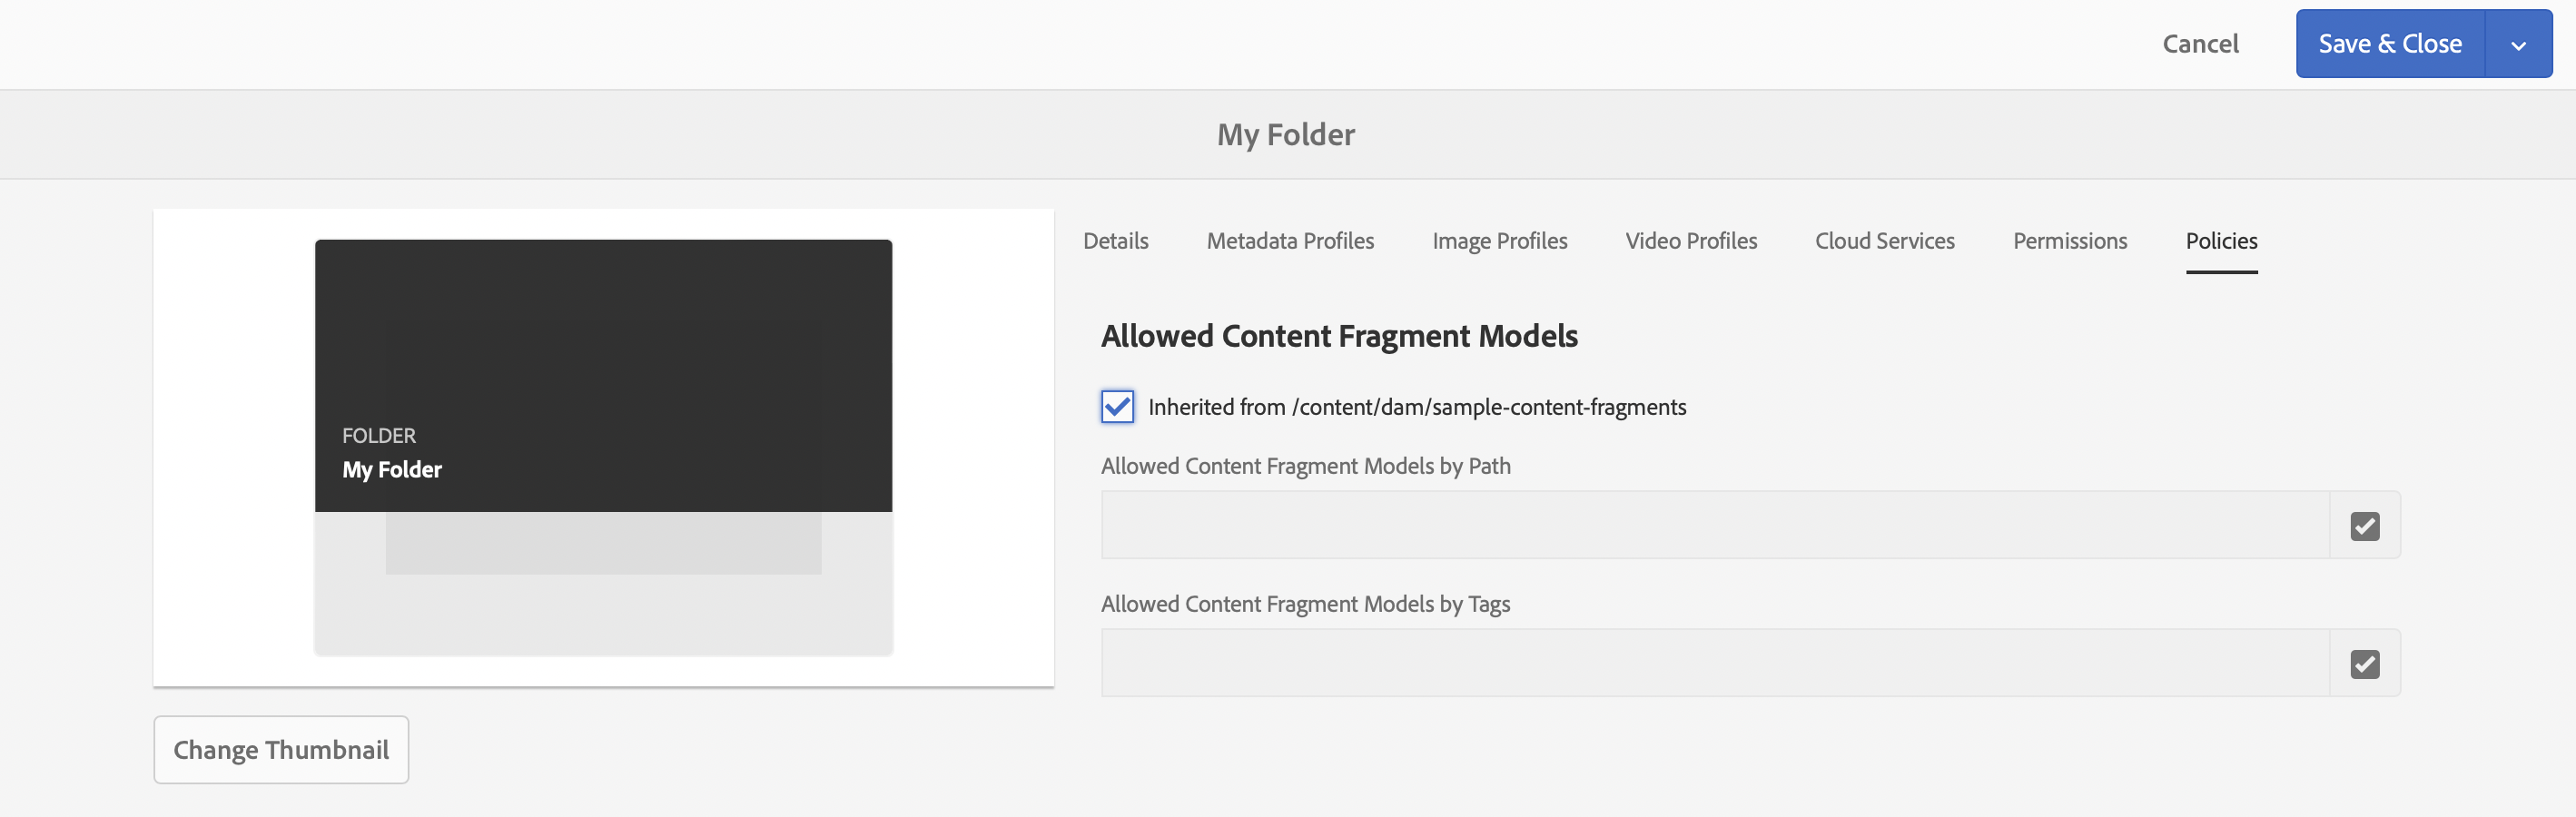 Cancel
Save & Close
My Folder
Details Metadata Profiles Image Profiles Video Profiles Cloud Services Permissions Policies
FOLDER
My Folder
Change Thumbnail
Allowed Content Fragment Models
Inherited from /content/dam/sample-content-fragments
Allowed Content Fragment Models by Path
Allowed Content Fragment Models by Tags